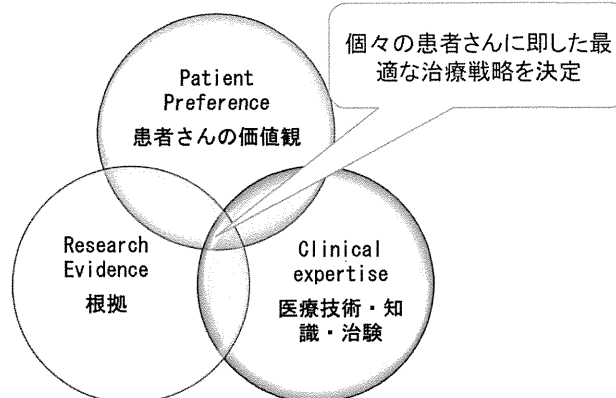 個々の患者さんに即した最
適な治療戦略を決定
Patient
Preference
患者さんの価値観
Research
Evidence
根拠
Clinical
expertise
医療技術・知
識・治験